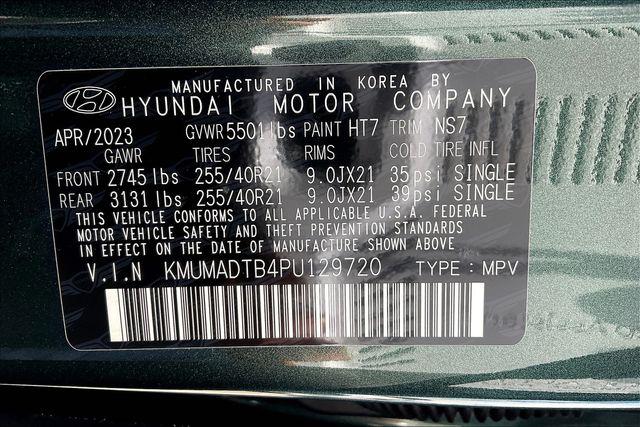 MANUFACTURED IN KOREA BY
HYUNDAI MOTOR COMPANY
APR/2023 GVWR 5501 lbs PAINT HT7 TRIM NS7
GAWR TIRES RIMS COLD TIRE INFL
FRONT 2745 lbs 255/40R21 9.0JX21 35psi SINGLE
REAR 3131 lbs 255/40R21 9.0JX21 39psi SINGLE
THIS VEHICLE CONFORMS TO ALL APPLICABLE U.S.A. FEDERAL
MOTOR VEHICLE SAFETY AND THEFT PREVENTION STANDARDS
IN EFFECT ON THE DATE OF MANUFACTURE SHOWN ABOVE.
V.I.N KMUMADTB4PU129720 TYPE : MPV